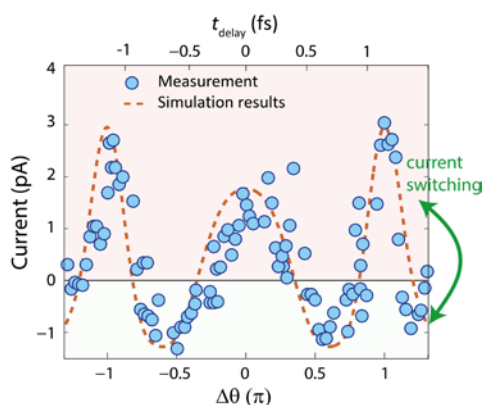 t_delay (fs)
-1 -0.5 0 0.5 1
Measurement
Simulation results
current
switching
Current (pA)
4
3
2
1
0
-1
-1 -0.5 0 0.5 1
Δθ (π)